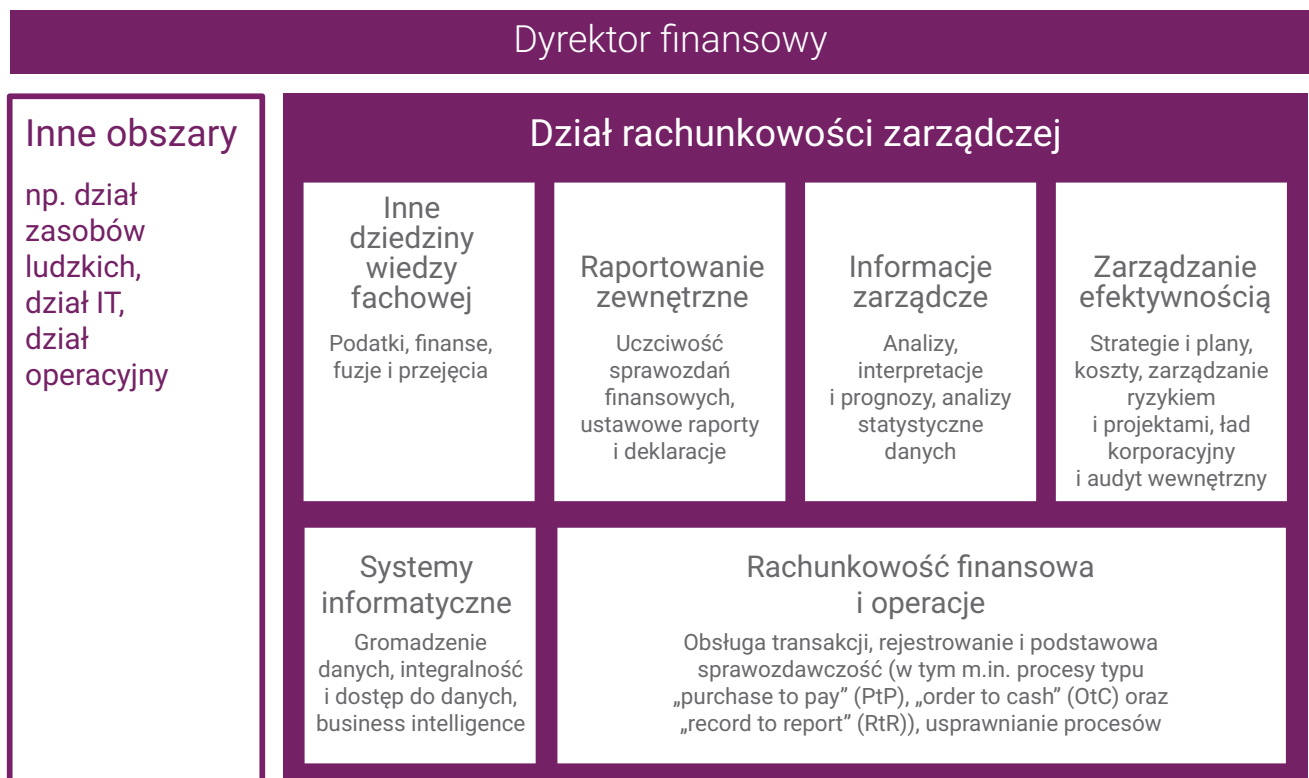 Dyrektor finansowy
Inne obszary
np. dział
zasobów
ludzkich,
dział IT,
dział
operacyjny
Dział rachunkowości zarządczej
Inne
dziedziny
wiedzy
fachowej
Podatki, finanse,
fuzje i przejęcia
Raportowanie
zewnętrzne
Uczciwość
sprawozdań
finansowych,
ustawowe raporty
i deklaracje
Informacje
zarządcze
Analizy,
interpretacje
i prognozy, analizy
statystyczne
danych
Zarządzanie
efektywnością
Strategie i plany,
koszty, zarządzanie
ryzykiem
i projektami, ład
korporacyjny
i audyt wewnętrzny
Systemy
informatyczne
Gromadzenie
danych, integralność
i dostęp do danych,
business intelligence
Rachunkowość finansowa
i operacje
Obsługa transakcji, rejestrowanie i podstawowa
sprawozdawczość (w tym m.in. procesy typu
„purchase to pay” (PtP), „order to cash” (OtC) oraz
„record to report” (RtR)), usprawnianie procesów